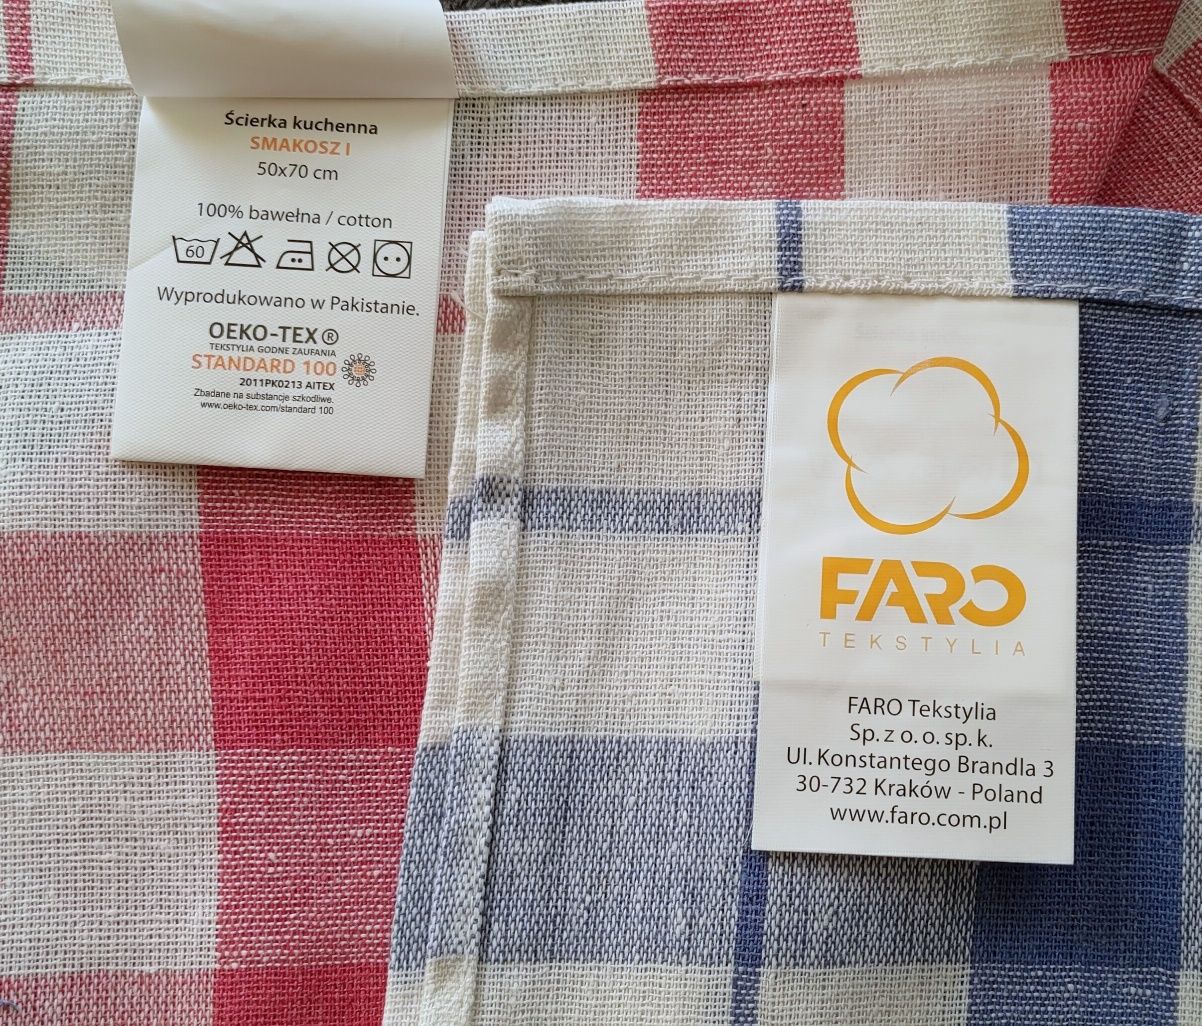 Ścierka kuchenna
SMAKOSZ I
50x70 cm
100% bawełna / cotton
60
Wyprodukowano w Pakistanie.
OEKO-TEX®
TEKSTYLIA GODNE ZAUFANIA
STANDARD 100
2011PK0213 AITEX
Zbadane na substancje szkodliwe.
www.oeko-tex.com/standard 100
FARO
TEKSTYLIA
FARO Tekstylia
Sp. z o. o. sp. k.
Ul. Konstantego Brandla 3
30-732 Kraków - Poland
www.faro.com.pl